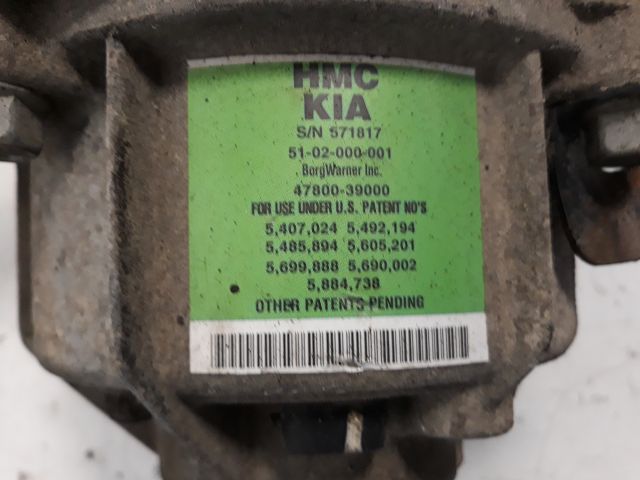 HMC
KIA
S/N 571817
51-02-000-001
BorgWarner Inc.
47800-39000
FOR USE UNDER U.S. PATENT NO'S
5,407,024 5,492,194
5,485,894 5,605,201
5,699,888 5,690,002
5,884,738
OTHER PATENTS PENDING